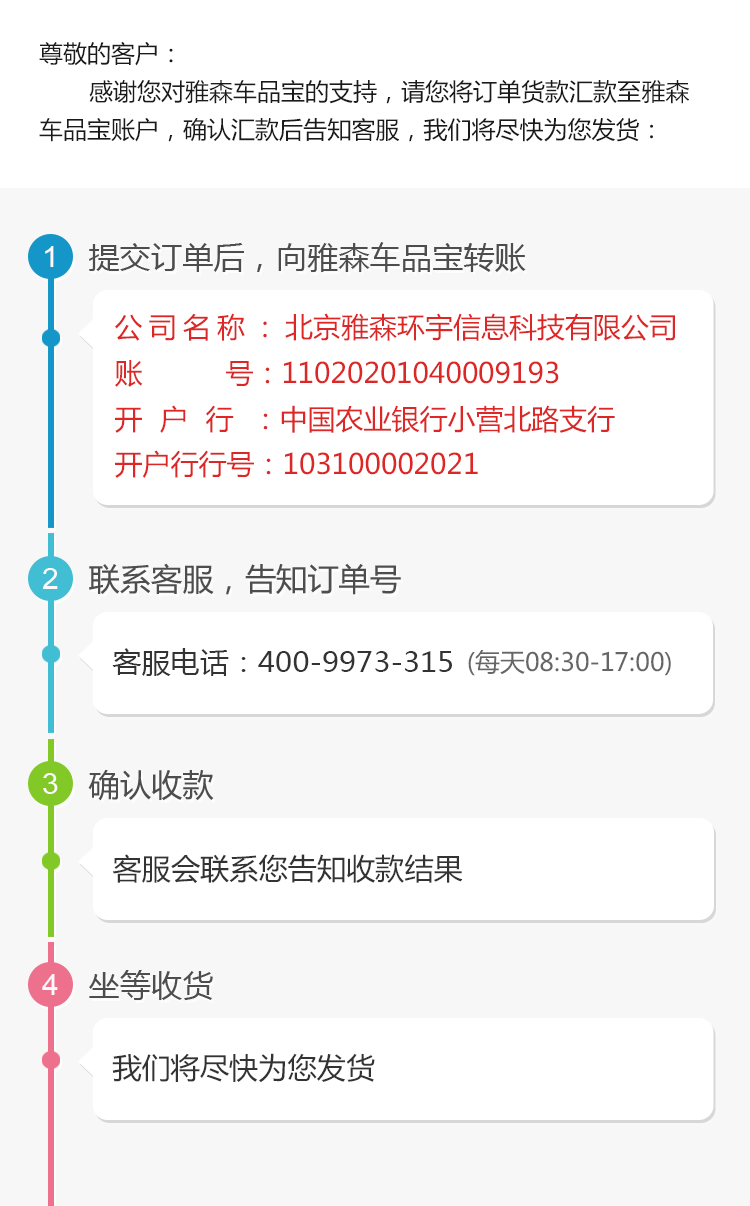 尊敬的客户：
感谢您对雅森车品宝的支持，请您将订单货款汇款至雅森
车品宝账户，确认汇款后告知客服，我们将尽快为您发货：
1 提交订单后，向雅森车品宝转账
公司名称：北京雅森环宇信息科技有限公司
账 号：11020201040009193
开 户 行 ：中国农业银行小营北路支行
开户行行号：103100002021
2 联系客服，告知订单号
客服电话：400-9973-315 (每天08:30-17:00)
3 确认收款
客服会联系您告知收款结果
4 坐等收货
我们将尽快为您发货